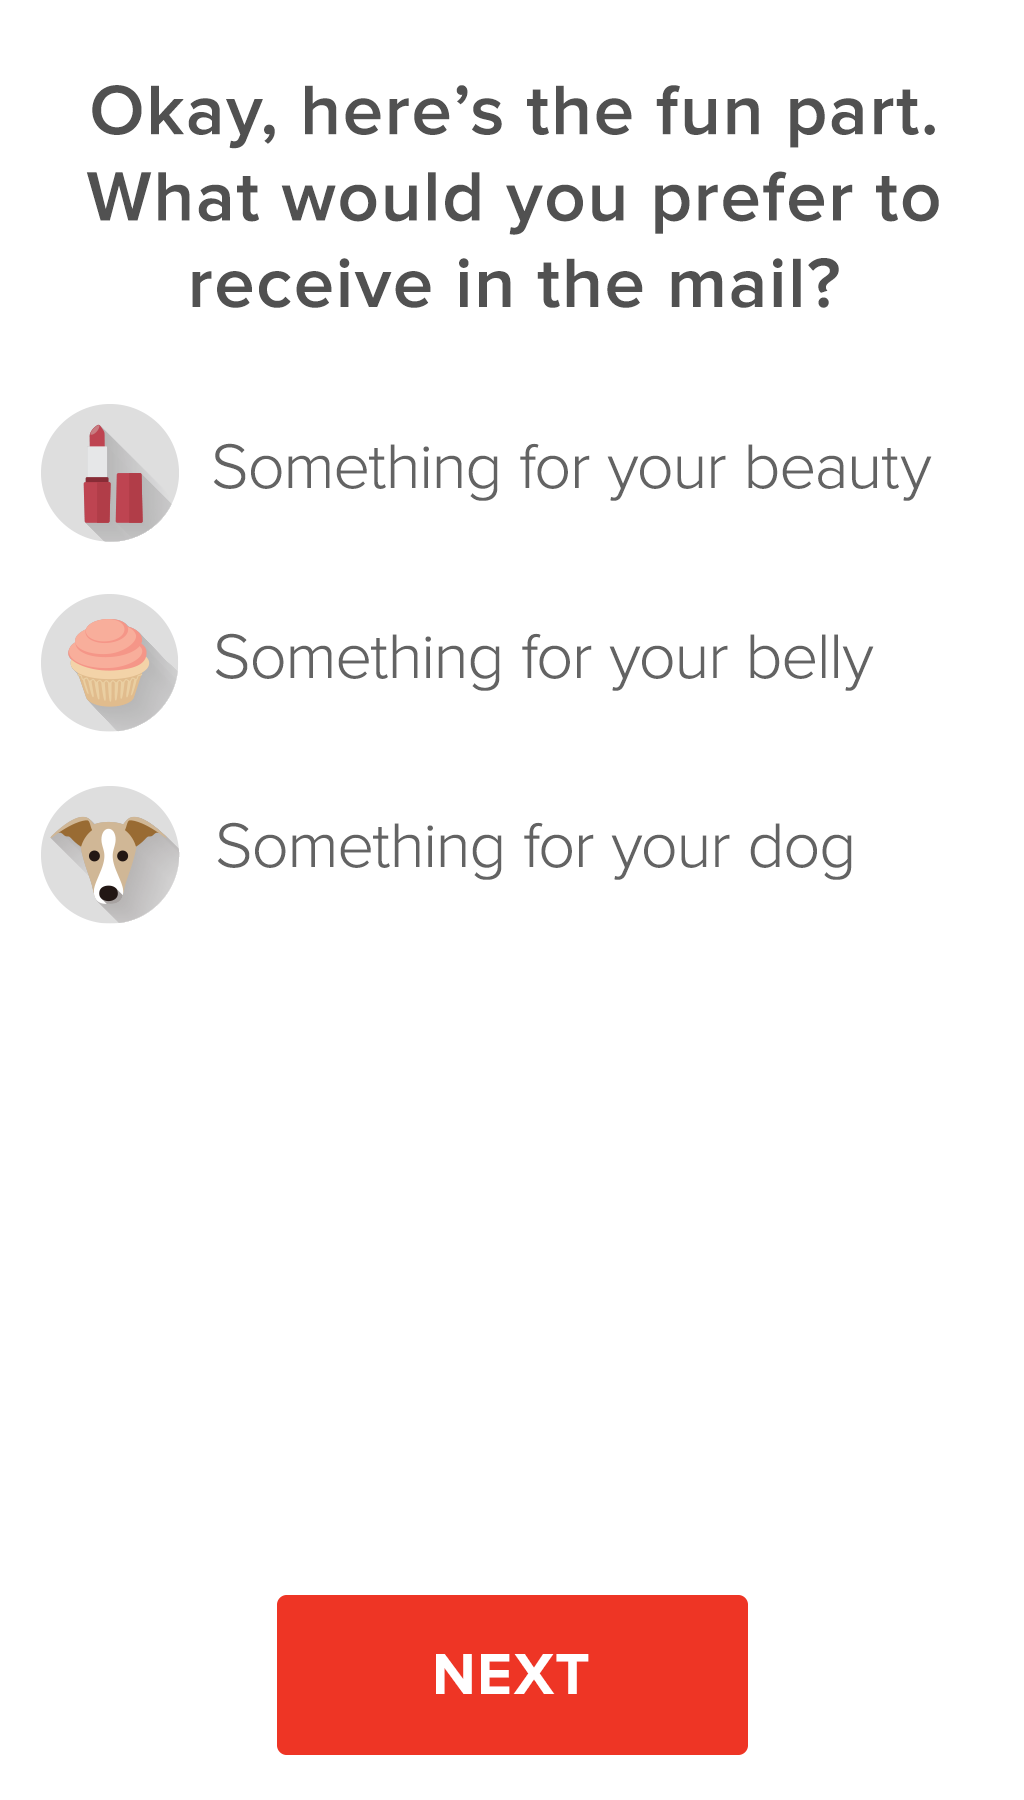 Okay, here’s the fun part.
What would you prefer to
receive in the mail?
Something for your beauty
Something for your belly
Something for your dog
NEXT